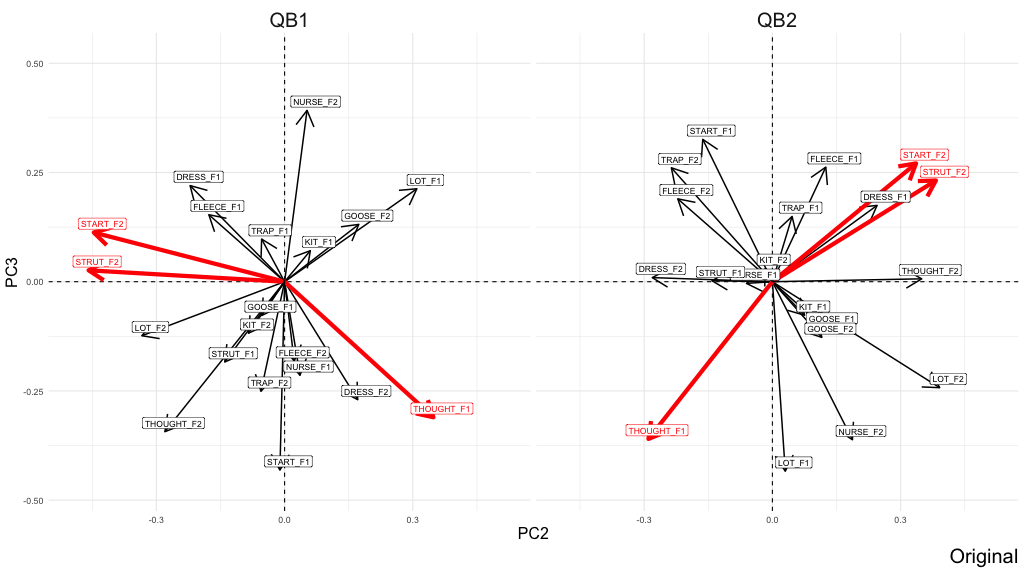 QB1
QB2
PC3
0.50
0.25
0.00
-0.25
-0.50
NURSE_F2
DRESS_F1
LOT_F1
FLEECE_F1
GOOSE_F2
START_F2
TRAP_F1
KIT_F1
STRUT_F2
GOOSE_F1
LOT_F2
KIT_F2
STRUT_F1
FLEECE_F2
NURSE_F1
TRAP_F2
DRESS_F2
THOUGHT_F1
THOUGHT_F2
START_F1
-0.3
0.0
0.3
START_F1
TRAP_F2
FLEECE_F1
START_F2
STRUT_F2
FLEECE_F2
DRESS_F1
TRAP_F1
KIT_F2
DRESS_F2
STRUT_F1
RSE_F1
THOUGHT_F2
KIT_F1
GOOSE_F1
GOOSE_F2
LOT_F2
THOUGHT_F1
NURSE_F2
LOT_F1
-0.3
0.0
0.3
PC2
Original